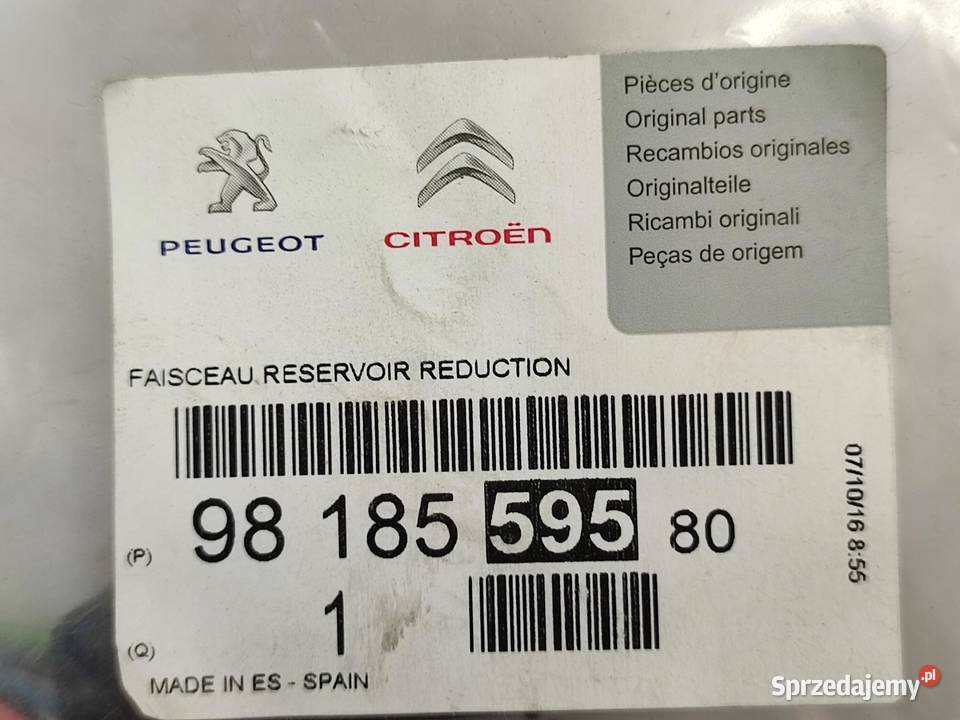 PEUGEOT
CITROËN
Pièces d'origine
Original parts
Recambios originales
Originalteile
Ricambi originali
Peças de origem
FAISCEAU RESERVOIR REDUCTION
(P) 98 185 595 80
(Q) 1
MADE IN ES - SPAIN
07/10/16 8:55
Sprzedajemy.pl